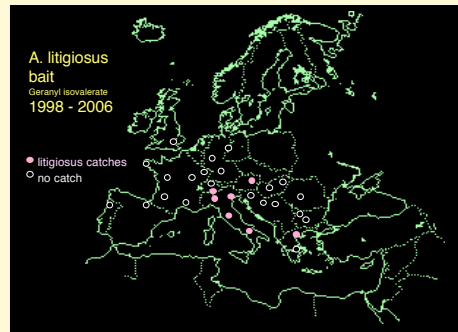 A. litigiosus
bait
Geranyl isovalerate
1998 - 2006
litigiosus catches
no catch